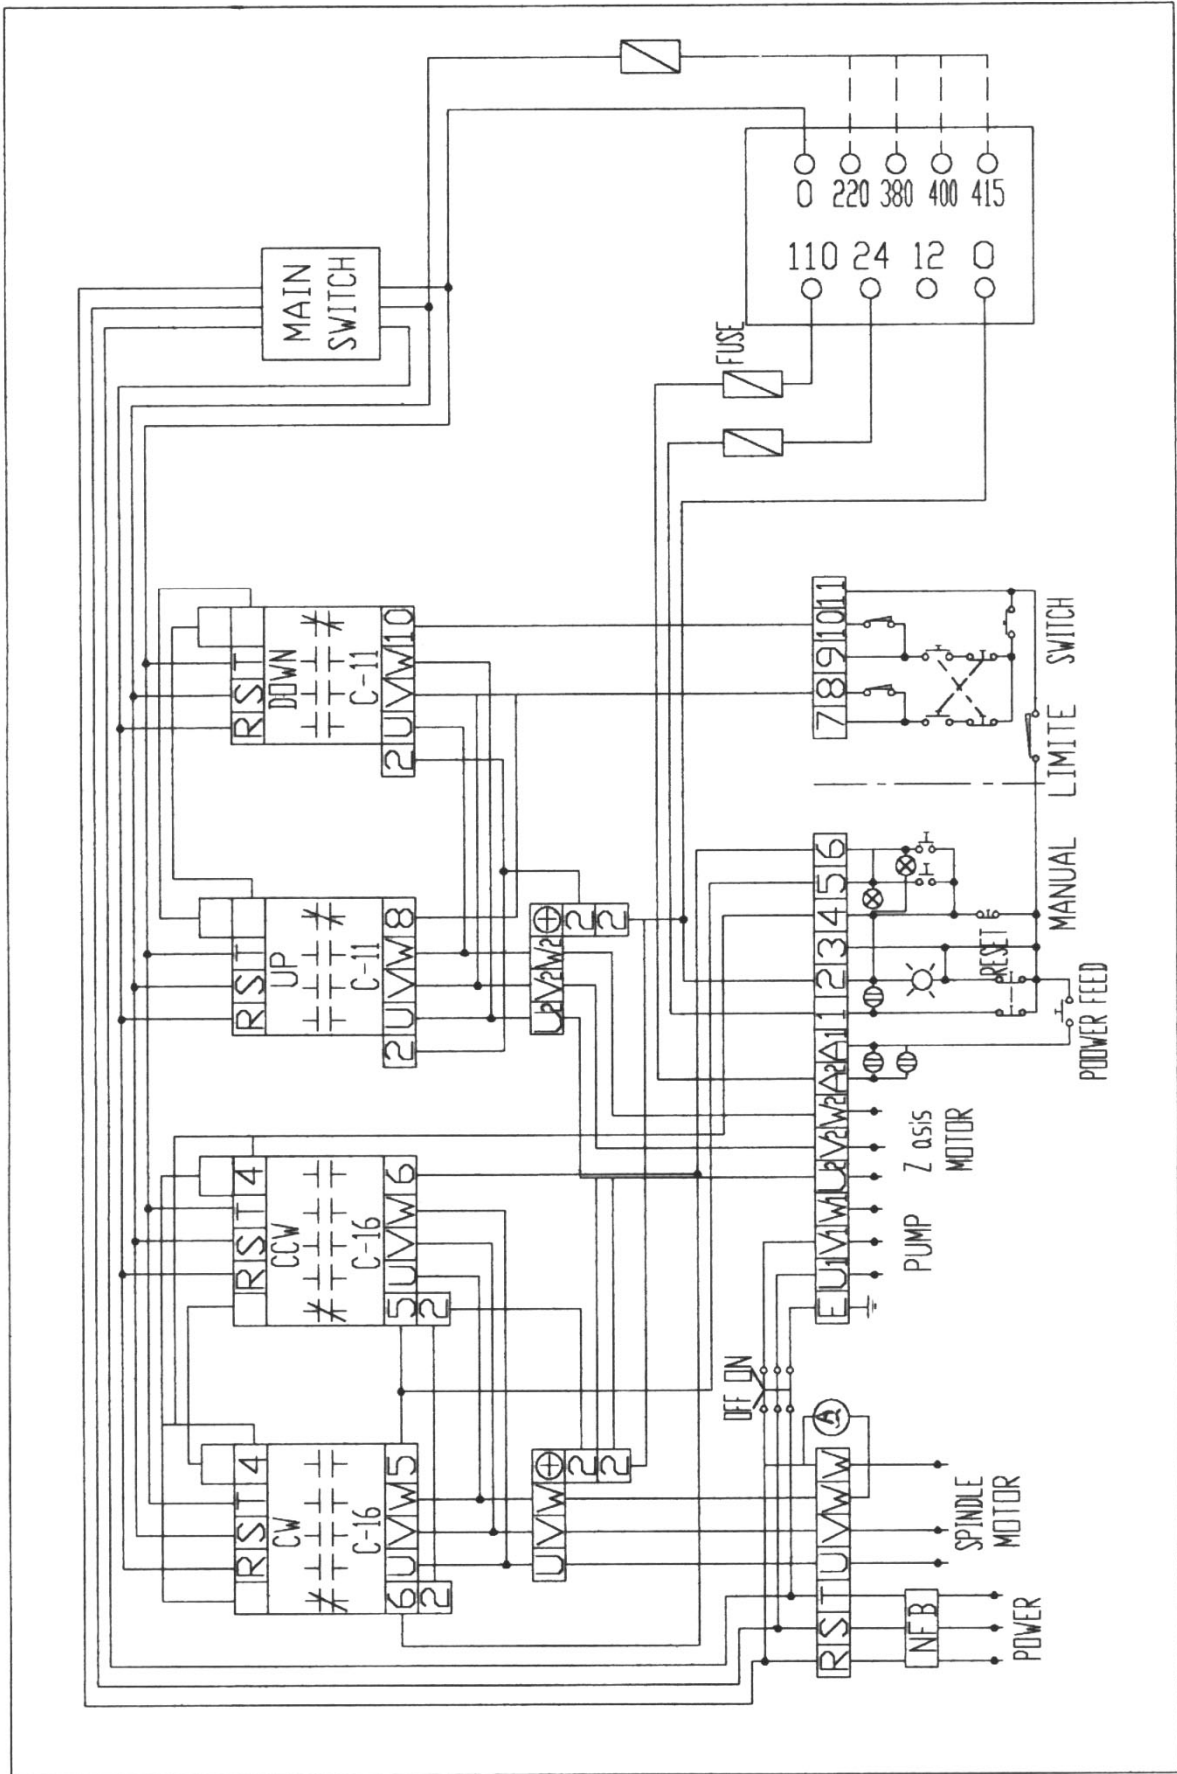 0 220 380 400 415
110 24 12 0
MAIN
SWITCH
FUSE
R S T
DOWN
C-11
2 U V W 10
R S T
UP
C-11
2 U V W 8
U2 V2 W2 ⊕
2
2
7 8 9 10 11
LIMITE SWITCH
R S T 4
CCW
C-16
5 U V W 6
2
R S T 4
CW
C-16
6 U V W 5
2
U V W ⊕
2
2
E U1 V1 W1 U2 V2 W2 A2 A1 1 2 3 4 5 6
RESET
MANUAL
POOWER FEED
Z asis
MOTOR
PUMP
OFF ON
A
R S T U V W
NFB
SPINDLE
MOTOR
POWER